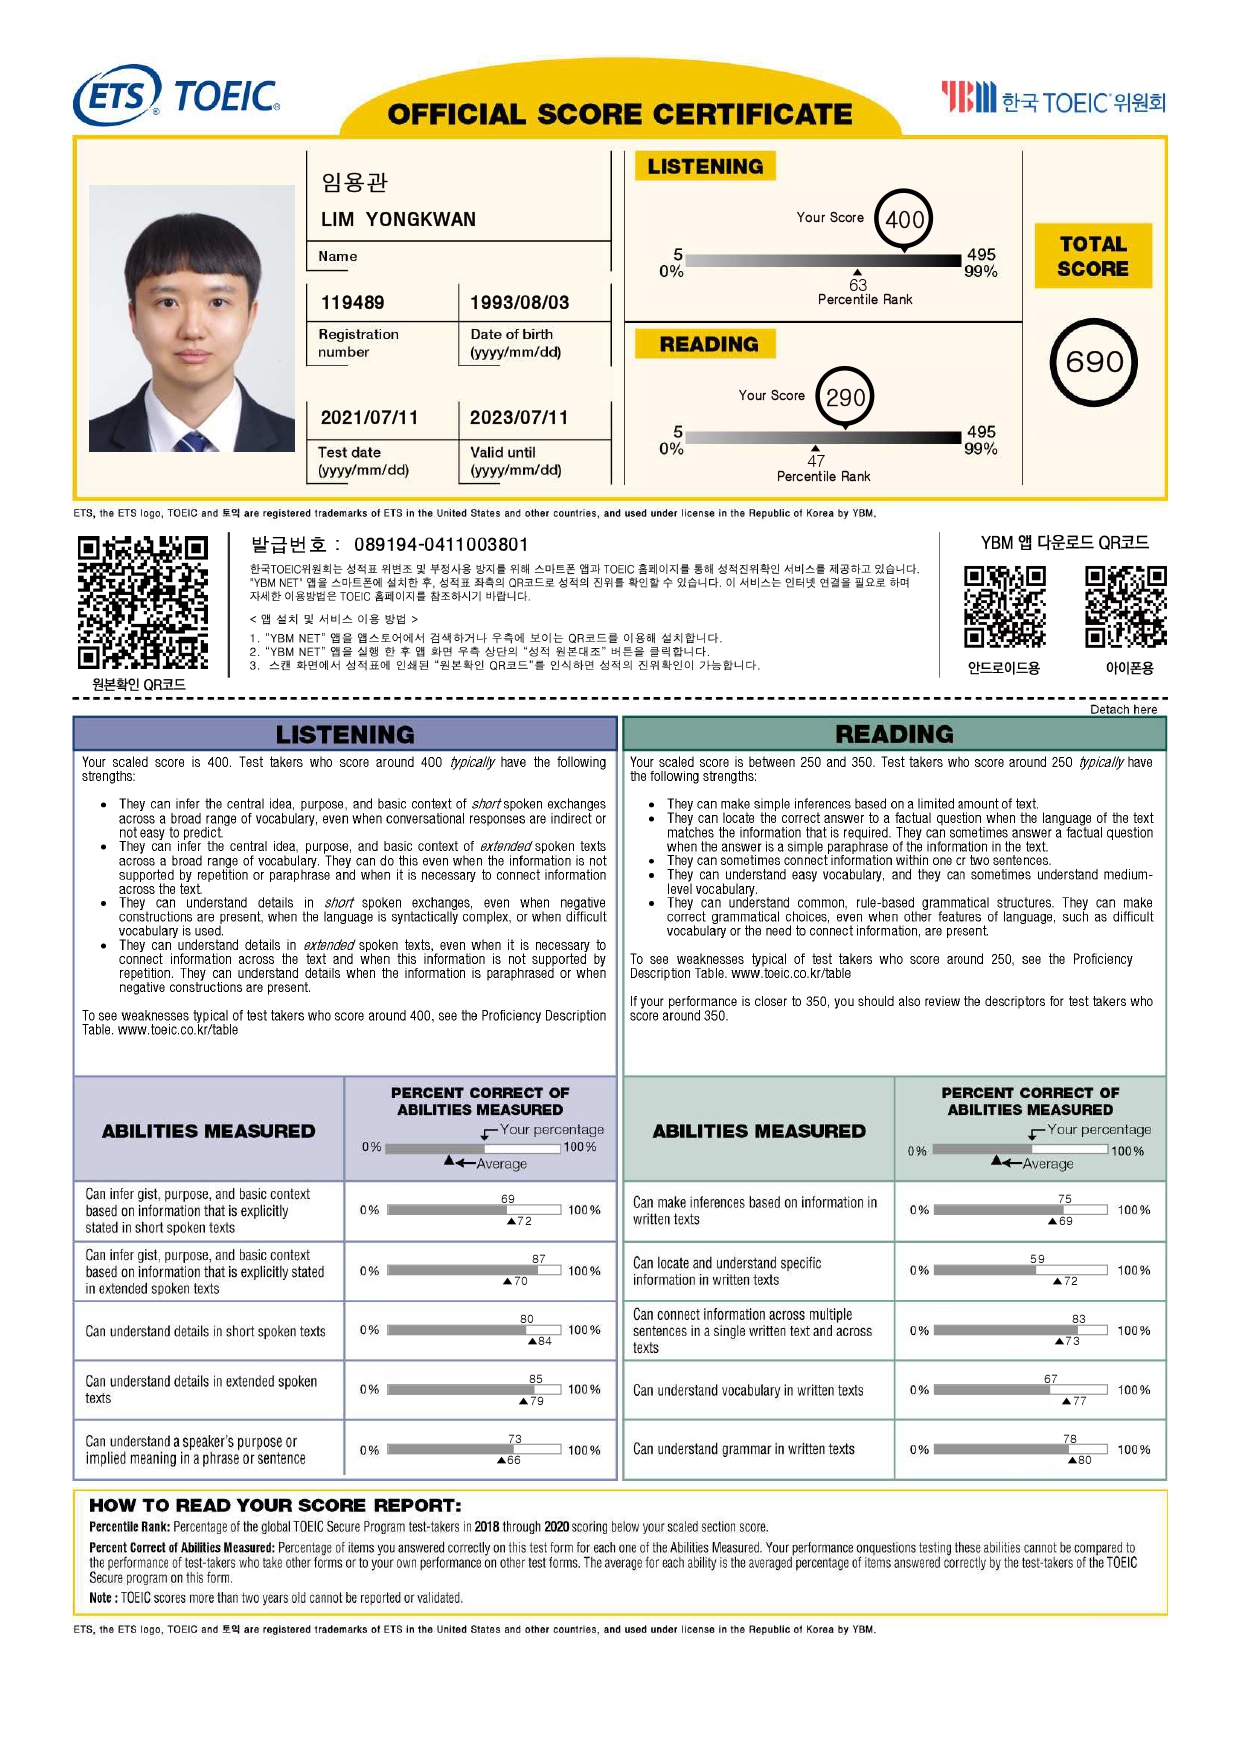 ETS® TOEIC®
OFFICIAL SCORE CERTIFICATE
YBM 한국 TOEIC® 위원회
임용관
LIM YONGKWAN
Name
119489
1993/08/03
Registration number
Date of birth (yyyy/mm/dd)
2021/07/11
2023/07/11
Test date (yyyy/mm/dd)
Valid until (yyyy/mm/dd)
LISTENING
Your Score 400
5 495
0% 99%
63
Percentile Rank
READING
Your Score 290
5 495
0% 99%
47
Percentile Rank
TOTAL
SCORE
690
ETS, the ETS logo, TOEIC and 토익 are registered trademarks of ETS in the United States and other countries, and used under license in the Republic of Korea by YBM.
원본확인 QR코드
발급번호 : 089194-0411003801
한국TOEIC위원회는 성적표 위변조 및 부정사용 방지를 위해 스마트폰 앱과 TOEIC 홈페이지를 통해 성적진위확인 서비스를 제공하고 있습니다.
"YBM NET" 앱을 스마트폰에 설치한 후, 성적표 좌측의 QR코드로 성적의 진위를 확인할 수 있습니다. 이 서비스는 인터넷 연결을 필요로 하며
자세한 이용방법은 TOEIC 홈페이지를 참조하시기 바랍니다.
< 앱 설치 및 서비스 이용 방법 >
1. "YBM NET" 앱을 앱스토어에서 검색하거나 우측에 보이는 QR코드를 이용해 설치합니다.
2. "YBM NET" 앱을 실행 한 후 앱 화면 우측 상단의 "성적 원본대조" 버튼을 클릭합니다.
3. 스캔 화면에서 성적표에 인쇄된 "원본확인 QR코드"를 인식하면 성적의 진위확인이 가능합니다.
YBM 앱 다운로드 QR코드
안드로이드용
아이폰용
Detach here
LISTENING
Your scaled score is 400. Test takers who score around 400 typically have the following
strengths:
• They can infer the central idea, purpose, and basic context of short spoken exchanges
across a broad range of vocabulary, even when conversational responses are indirect or
not easy to predict.
• They can infer the central idea, purpose, and basic context of extended spoken texts
across a broad range of vocabulary. They can do this even when the information is not
supported by repetition or paraphrase and when it is necessary to connect information
across the text.
• They can understand details in short spoken exchanges, even when negative
constructions are present, when the language is syntactically complex, or when difficult
vocabulary is used.
• They can understand details in extended spoken texts, even when it is necessary to
connect information across the text and when this information is not supported by
repetition. They can understand details when the information is paraphrased or when
negative constructions are present.
To see weaknesses typical of test takers who score around 400, see the Proficiency Description
Table. www.toeic.co.kr/table
READING
Your scaled score is between 250 and 350. Test takers who score around 250 typically have
the following strengths:
• They can make simple inferences based on a limited amount of text.
• They can locate the correct answer to a factual question when the language of the text
matches the information that is required. They can sometimes answer a factual question
when the answer is a simple paraphrase of the information in the text.
• They can sometimes connect information within one or two sentences.
• They can understand easy vocabulary, and they can sometimes understand medium-
level vocabulary.
• They can understand common, rule-based grammatical structures. They can make
correct grammatical choices, even when other features of language, such as difficult
vocabulary or the need to connect information, are present.
To see weaknesses typical of test takers who score around 250, see the Proficiency
Description Table. www.toeic.co.kr/table
If your performance is closer to 350, you should also review the descriptors for test takers who
score around 350.
ABILITIES MEASURED
PERCENT CORRECT OF
ABILITIES MEASURED
Your percentage
0% 100%
Average
Can infer gist, purpose, and basic context
based on information that is explicitly
stated in short spoken texts
0% 69 100%
▲72
Can infer gist, purpose, and basic context
based on information that is explicitly stated
in extended spoken texts
0% 87 100%
▲70
Can understand details in short spoken texts
0% 80 100%
▲84
Can understand details in extended spoken
texts
0% 85 100%
▲79
Can understand a speaker's purpose or
implied meaning in a phrase or sentence
0% 73 100%
▲66
ABILITIES MEASURED
PERCENT CORRECT OF
ABILITIES MEASURED
Your percentage
0% 100%
Average
Can make inferences based on information in
written texts
0% 75 100%
▲69
Can locate and understand specific
information in written texts
0% 59 100%
▲72
Can connect information across multiple
sentences in a single written text and across
texts
0% 83 100%
▲73
Can understand vocabulary in written texts
0% 67 100%
▲77
Can understand grammar in written texts
0% 78 100%
▲80
HOW TO READ YOUR SCORE REPORT:
Percentile Rank: Percentage of the global TOEIC Secure Program test-takers in 2018 through 2020 scoring below your scaled section score.
Percent Correct of Abilities Measured: Percentage of items you answered correctly on this test form for each one of the Abilities Measured. Your performance onquestions testing these abilities cannot be compared to
the performance of test-takers who take other forms or to your own performance on other test forms. The average for each ability is the averaged percentage of items answered correctly by the test-takers of the TOEIC
Secure program on this form.
Note : TOEIC scores more than two years old cannot be reported or validated.
ETS, the ETS logo, TOEIC and 토익 are registered trademarks of ETS in the United States and other countries, and used under license in the Republic of Korea by YBM.